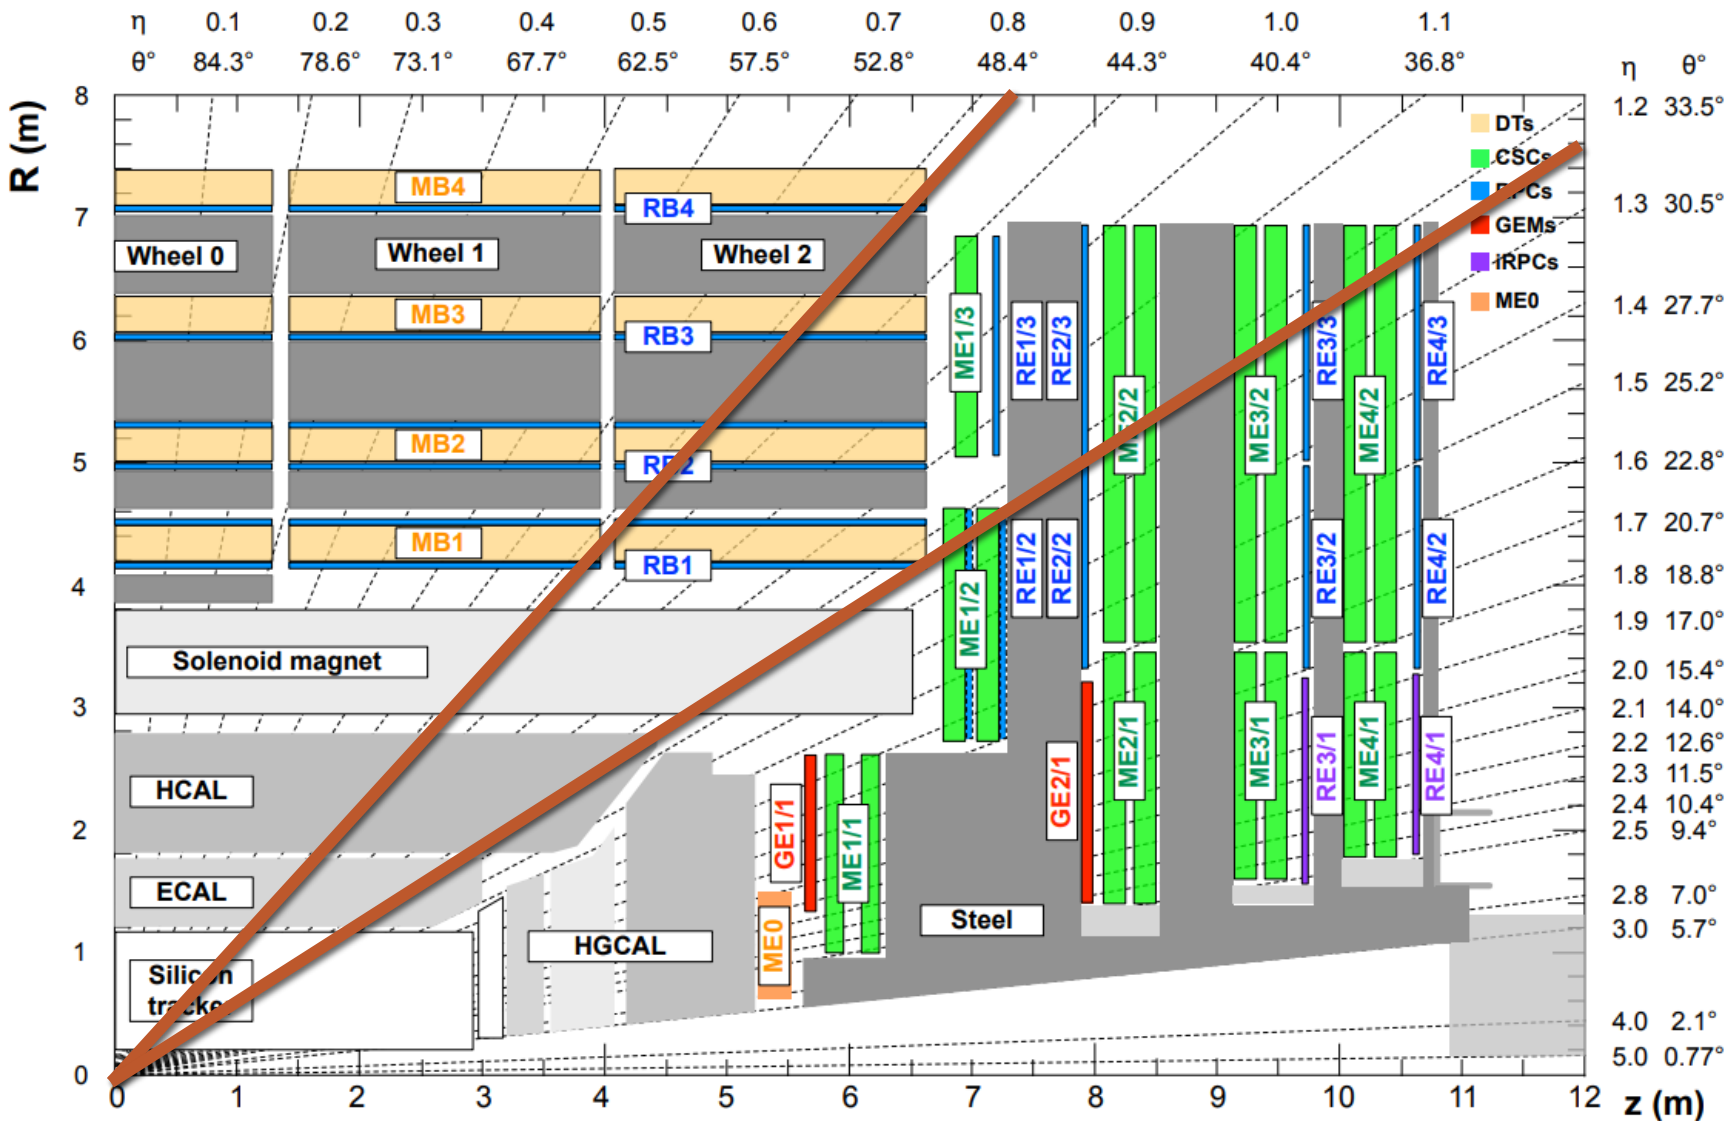 η 0.1 0.2 0.3 0.4 0.5 0.6 0.7 0.8 0.9 1.0 1.1
θ° 84.3° 78.6° 73.1° 67.7° 62.5° 57.5° 52.8° 48.4° 44.3° 40.4° 36.8°
η θ°
1.2 33.5°
1.3 30.5°
1.4 27.7°
1.5 25.2°
1.6 22.8°
1.7 20.7°
1.8 18.8°
1.9 17.0°
2.0 15.4°
2.1 14.0°
2.2 12.6°
2.3 11.5°
2.4 10.4°
2.5 9.4°
2.8 7.0°
3.0 5.7°
4.0 2.1°
5.0 0.77°
R (m)
8
7
6
5
4
3
2
1
0
DTs
CSCs
RPCs
GEMs
iRPCs
ME0
MB4
RB4
Wheel 0
Wheel 1
Wheel 2
MB3
RB3
MB2
RB2
MB1
RB1
Solenoid magnet
HCAL
ECAL
Silicon
tracker
HGCAL
Steel
ME1/3
RE1/3
RE2/3
ME2/2
ME3/2
RE3/3
ME4/2
RE4/3
ME1/2
RE1/2
RE2/2
RE3/2
RE4/2
GE1/1
ME1/1
ME0
GE2/1
ME2/1
ME3/1
RE3/1
ME4/1
RE4/1
0 1 2 3 4 5 6 7 8 9 10 11 12
z (m)